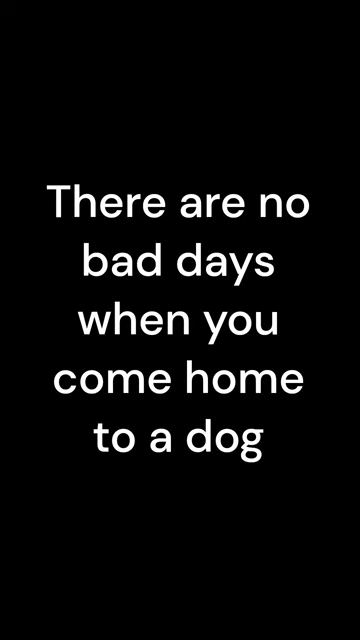 There are no
bad days
when you
come home
to a dog